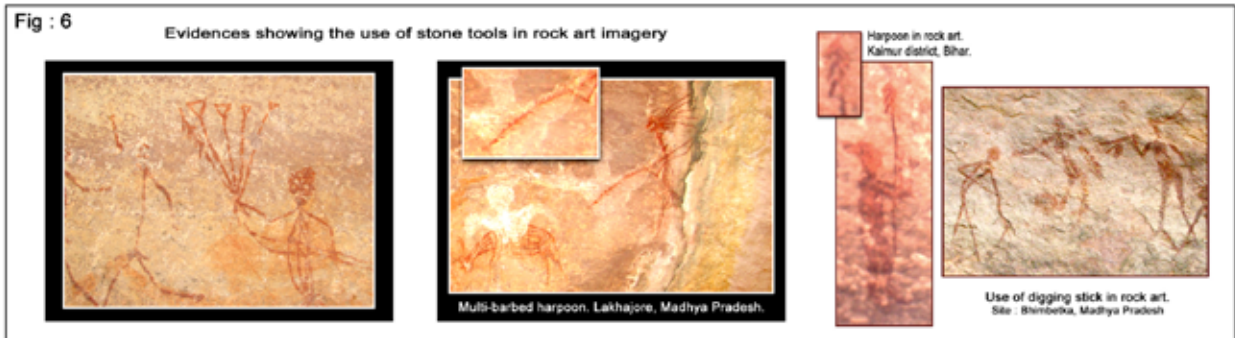 Fig : 6
Evidences showing the use of stone tools in rock art imagery
Harpoon in rock art.
Kaimur district, Bihar.
Multi-barbed harpoon, Lakhajore, Madhya Pradesh.
Use of digging stick in rock art.
Site : Bhimbetka, Madhya Pradesh